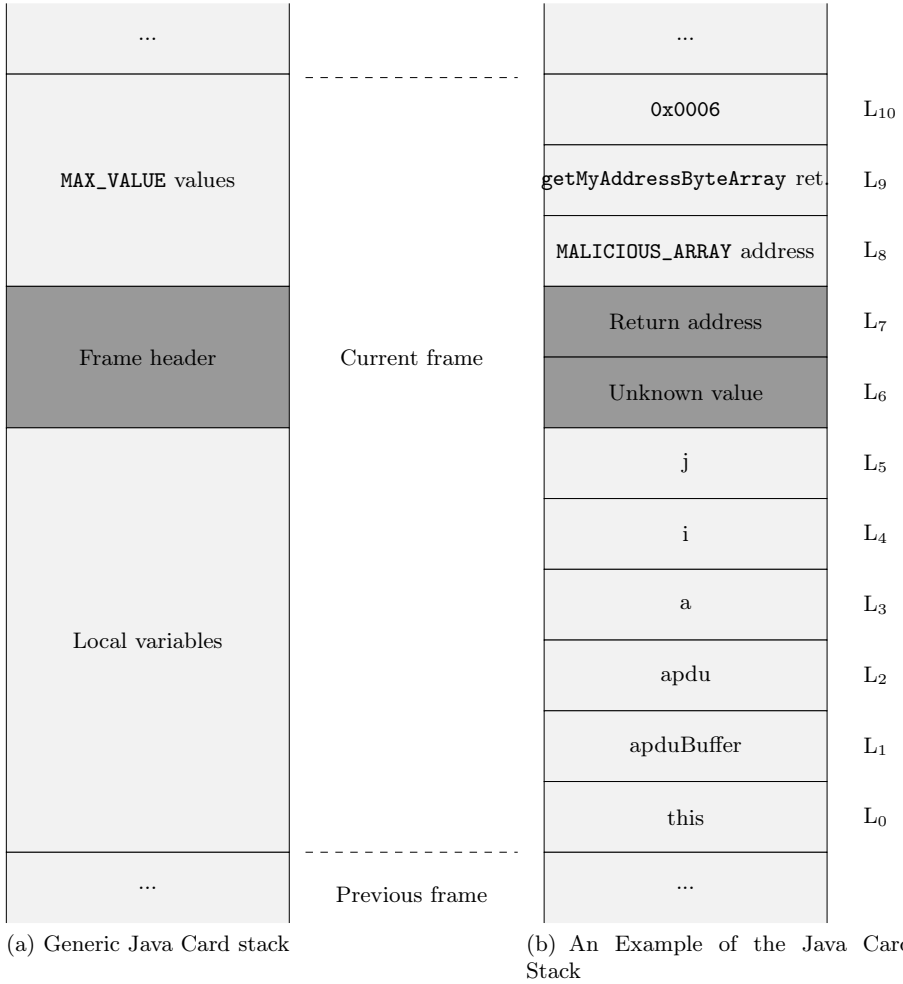 ...
MAX_VALUE values
Frame header
Local variables
...
(a) Generic Java Card stack
Current frame
Previous frame
...
0x0006 L10
getMyAddressByteArray ret. L9
MALICIOUS_ARRAY address L8
Return address L7
Unknown value L6
j L5
i L4
a L3
apdu L2
apduBuffer L1
this L0
...
(b) An Example of the Java Card
Stack